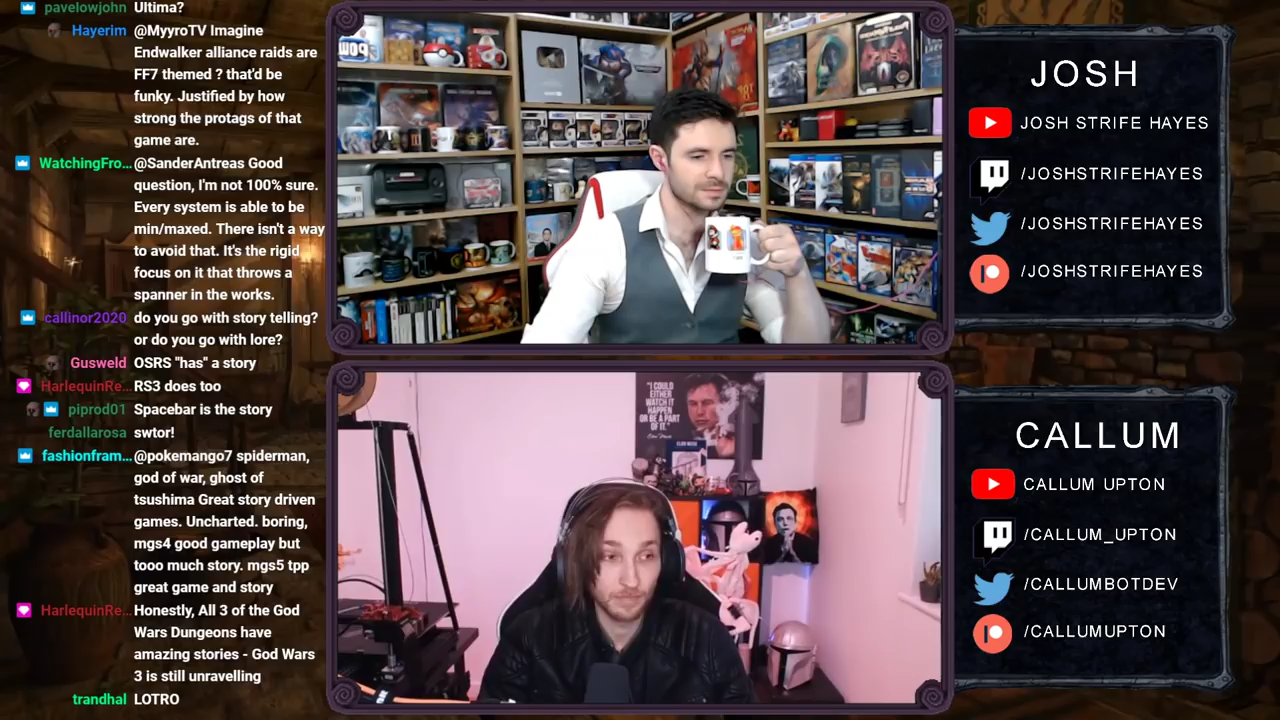 pavelowjohn Ultima?
Hayerim @MyyroTV Imagine
Endwalker alliance raids are
FF7 themed ? that'd be
funky. Justified by how
strong the protags of that
game are.
WatchingFro... @SanderAntreas Good
question, I'm not 100% sure.
Every system is able to be
min/maxed. There isn't a way
to avoid that. It's the rigid
focus on it that throws a
spanner in the works.
callinor2020 do you go with story telling?
or do you go with lore?
Gusweld OSRS "has" a story
HarlequinRe... RS3 does too
piprod01 Spacebar is the story
ferdallarosa swtor!
fashionfram... @pokemango7 spiderman,
god of war, ghost of
tsushima Great story driven
games. Uncharted. boring,
mgs4 good gameplay but
tooo much story. mgs5 tpp
great game and story
HarlequinRe... Honestly, All 3 of the God
Wars Dungeons have
amazing stories - God Wars
3 is still unravelling
trandhal LOTRO
JOSH
JOSH STRIFE HAYES
/JOSHSTRIFEHAYES
/JOSHSTRIFEHAYES
/JOSHSTRIFEHAYES
"I COULD
EITHER
WATCH IT
HAPPEN
OR BE A
PART
OF IT."
CALLUM
CALLUM UPTON
/CALLUM_UPTON
/CALLUMBOTDEV
/CALLUMUPTON